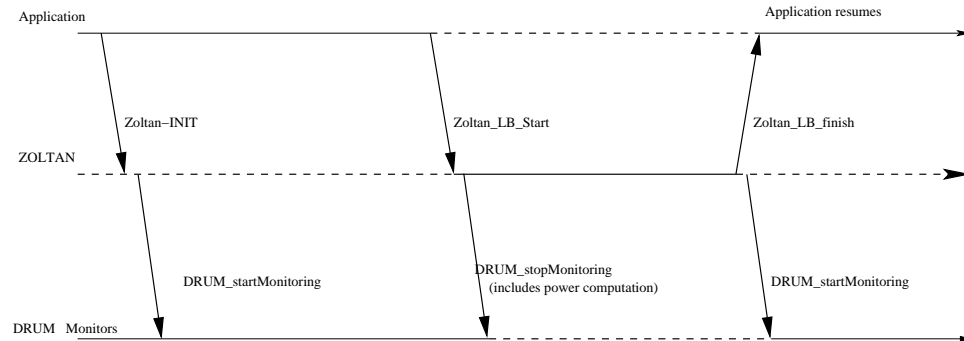 Application
Application resumes
Zoltan−INIT
Zoltan_LB_Start
Zoltan_LB_finish
ZOLTAN
DRUM_startMonitoring
DRUM_stopMonitoring
(includes power computation)
DRUM_startMonitoring
DRUM Monitors